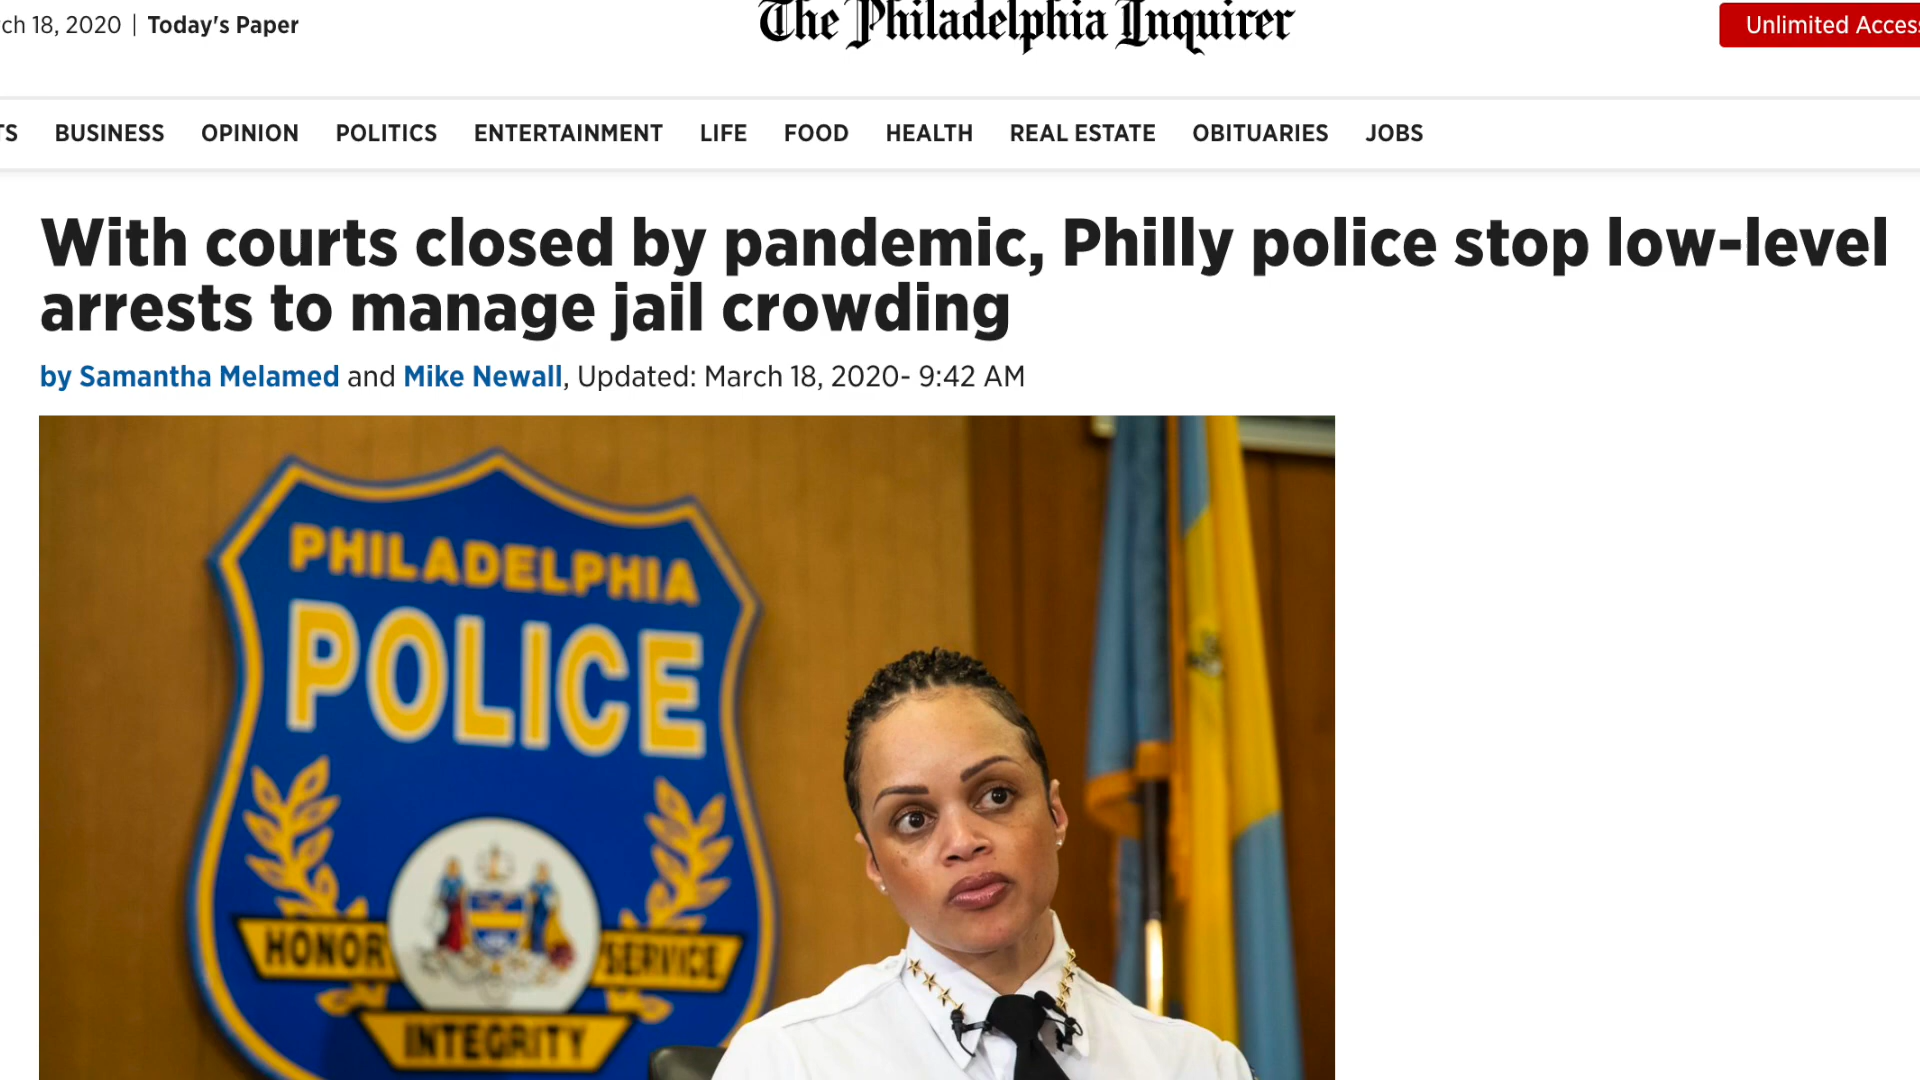 ch 18, 2020 | Today's Paper
The Philadelphia Inquirer
Unlimited Acces
TS BUSINESS OPINION POLITICS ENTERTAINMENT LIFE FOOD HEALTH REAL ESTATE OBITUARIES JOBS
With courts closed by pandemic, Philly police stop low-level
arrests to manage jail crowding
by Samantha Melamed and Mike Newall, Updated: March 18, 2020- 9:42 AM
PHILADELPHIA
POLICE
HONOR
SERVICE
INTEGRITY